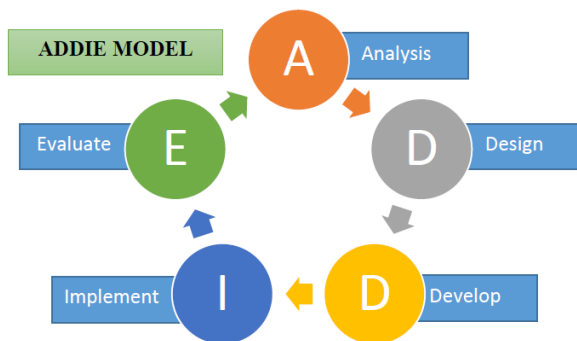 ADDIE MODEL
A
Analysis
D
Design
D
Develop
I
Implement
E
Evaluate